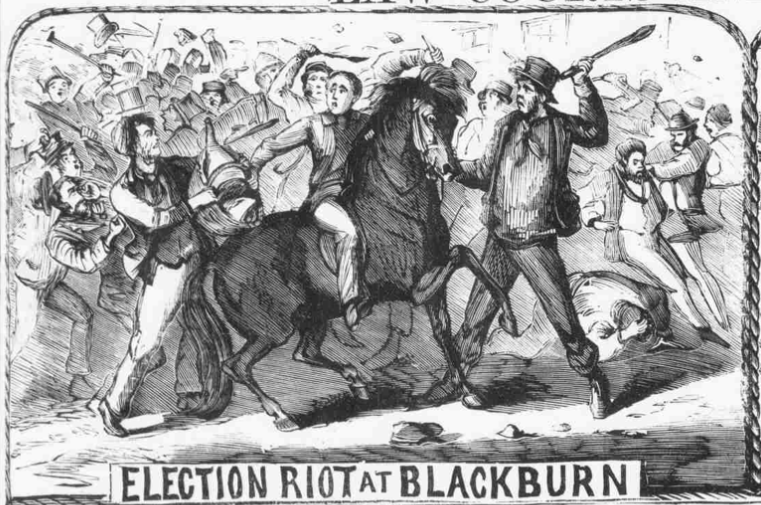 ELECTION RIOT AT BLACKBURN